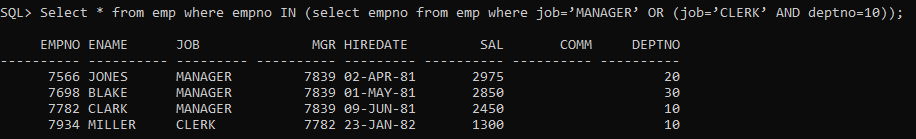 SQL> Select * from emp where empno IN (select empno from emp where job=’MANAGER’ OR (job=’CLERK’ AND deptno=10));
EMPNO ENAME JOB MGR HIREDATE SAL COMM DEPTNO
---------- ---------- --------- ---------- --------- ---------- ---------- ----------
7566 JONES MANAGER 7839 02-APR-81 2975 20
7698 BLAKE MANAGER 7839 01-MAY-81 2850 30
7782 CLARK MANAGER 7839 09-JUN-81 2450 10
7934 MILLER CLERK 7782 23-JAN-82 1300 10